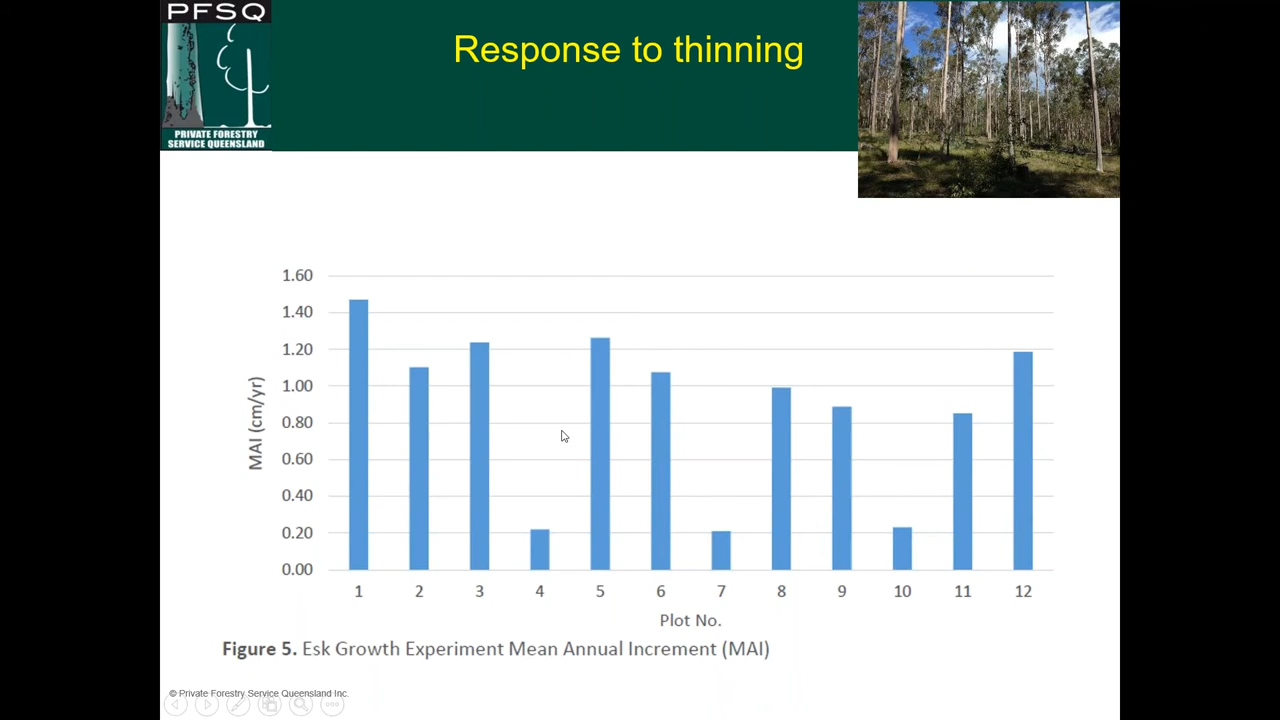 PFSQ
PRIVATE FORESTRY
SERVICE QUEENSLAND
Response to thinning
1.60
1.40
1.20
1.00
0.80
0.60
0.40
0.20
0.00
MAI (cm/yr)
1 2 3 4 5 6 7 8 9 10 11 12
Plot No.
Figure 5. Esk Growth Experiment Mean Annual Increment (MAI)
© Private Forestry Service Queensland Inc.